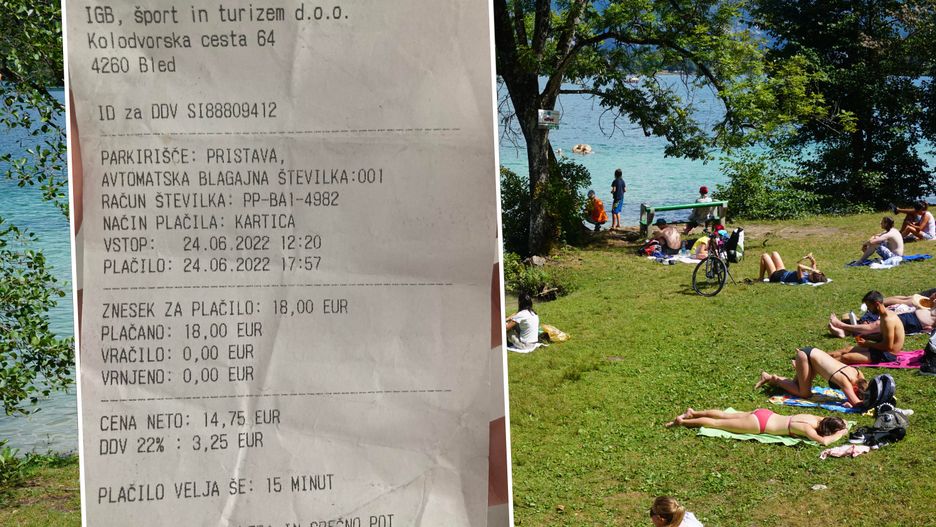 IGB, šport in turizem d.o.o.
Kolodvorska cesta 64
4260 Bled
ID za DDV SI88809412
PARKIRIŠČE: PRISTAVA,
AVTOMATSKA BLAGAJNA ŠTEVILKA:001
RAČUN ŠTEVILKA: PP-BA1-4982
NAČIN PLAČILA: KARTICA
VSTOP: 24.06.2022 12:20
PLAČILO: 24.06.2022 17:57
ZNESEK ZA PLAČILO: 18,00 EUR
PLAČANO: 18,00 EUR
VRAČILO: 0,00 EUR
VRNJENO: 0,00 EUR
CENA NETO: 14,75 EUR
DDV 22% : 3,25 EUR
PLAČILO VELJA ŠE: 15 MINUT
IN SREČNO POT